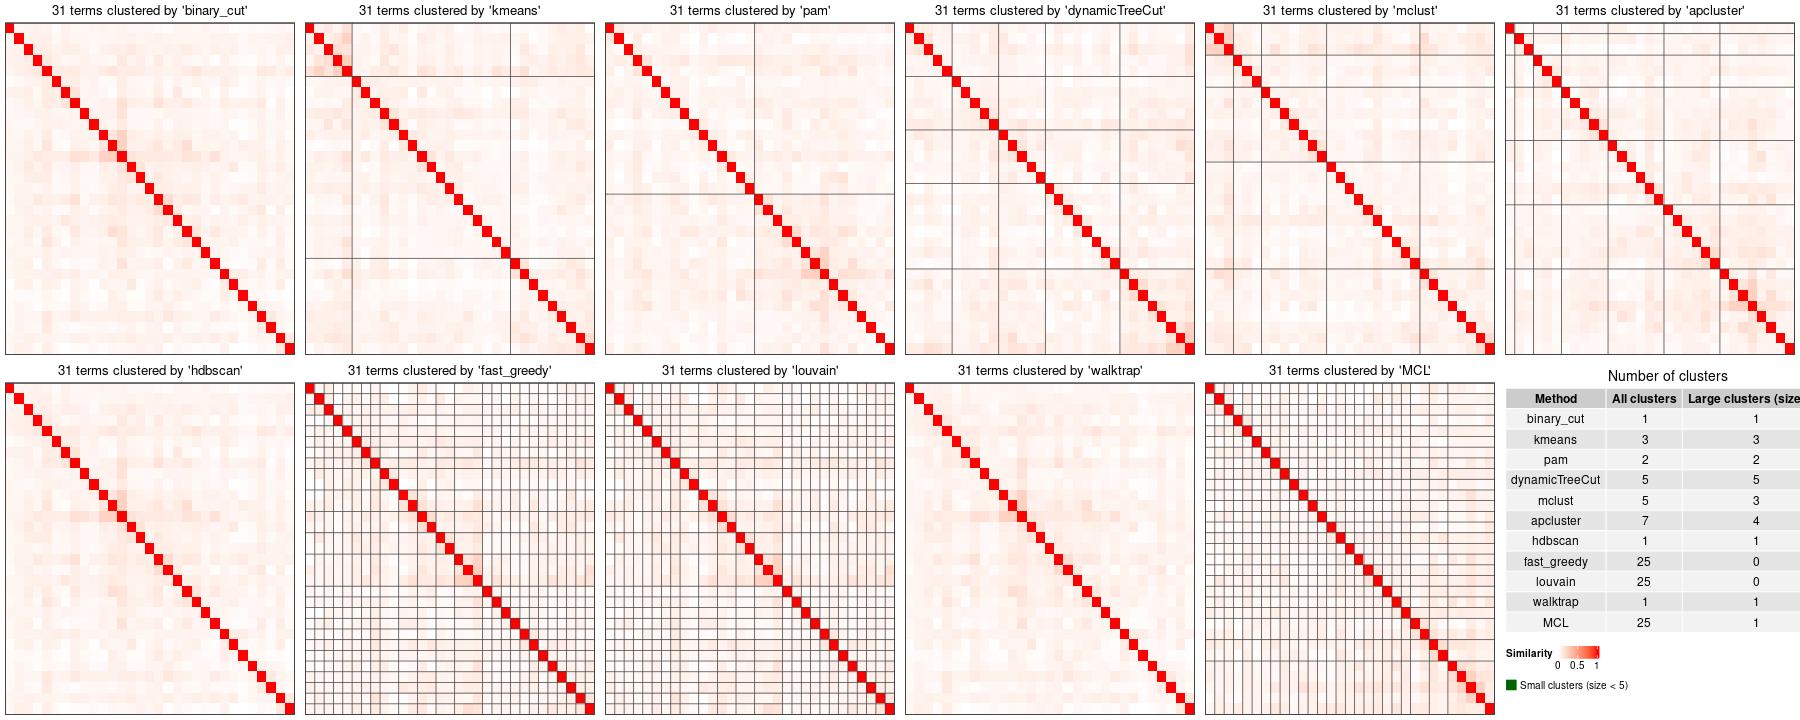 31 terms clustered by 'binary_cut'
31 terms clustered by 'kmeans'
31 terms clustered by 'pam'
31 terms clustered by 'dynamicTreeCut'
31 terms clustered by 'mclust'
31 terms clustered by 'apcluster'
31 terms clustered by 'hdbscan'
31 terms clustered by 'fast_greedy'
31 terms clustered by 'louvain'
31 terms clustered by 'walktrap'
31 terms clustered by 'MCL'
Number of clusters
Method All clusters Large clusters (size
binary_cut 1 1
kmeans 3 3
pam 2 2
dynamicTreeCut 5 5
mclust 5 3
apcluster 7 4
hdbscan 1 1
fast_greedy 25 0
louvain 25 0
walktrap 1 1
MCL 25 1
Similarity
0 0.5 1
Small clusters (size < 5)